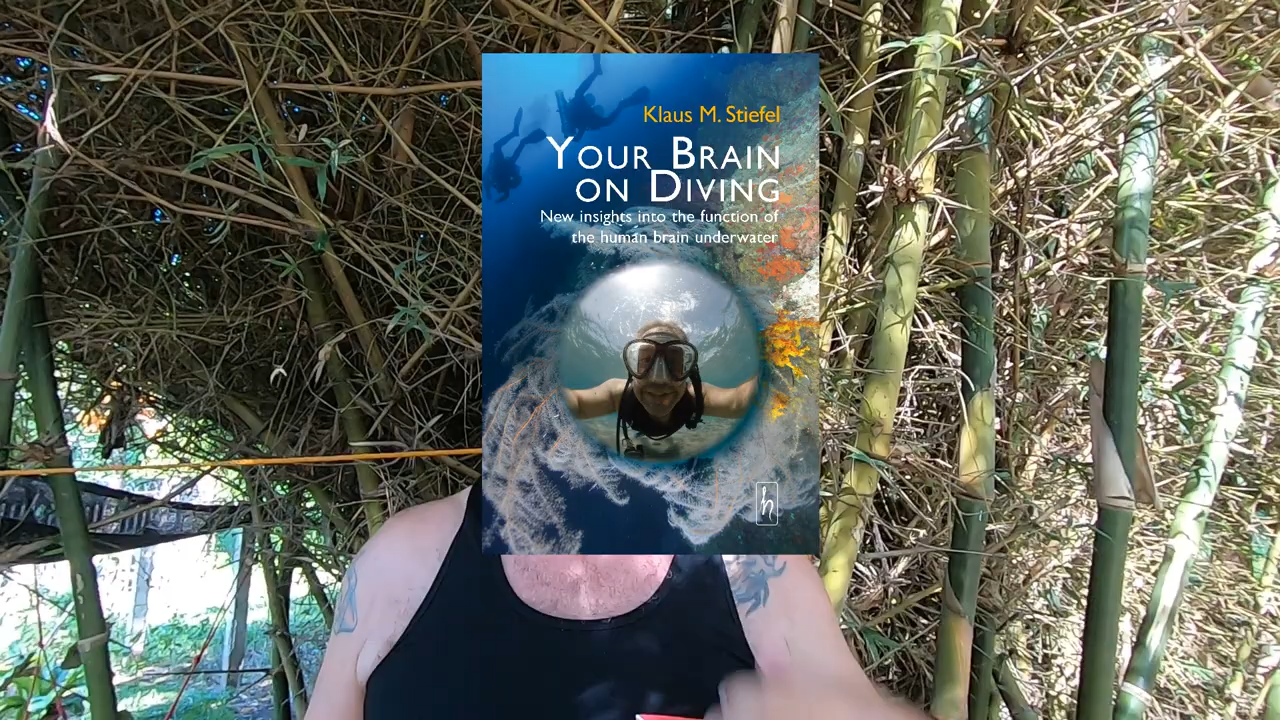 Klaus M. Stiefel
YOUR BRAIN
ON DIVING
New insights into the function of
the human brain underwater